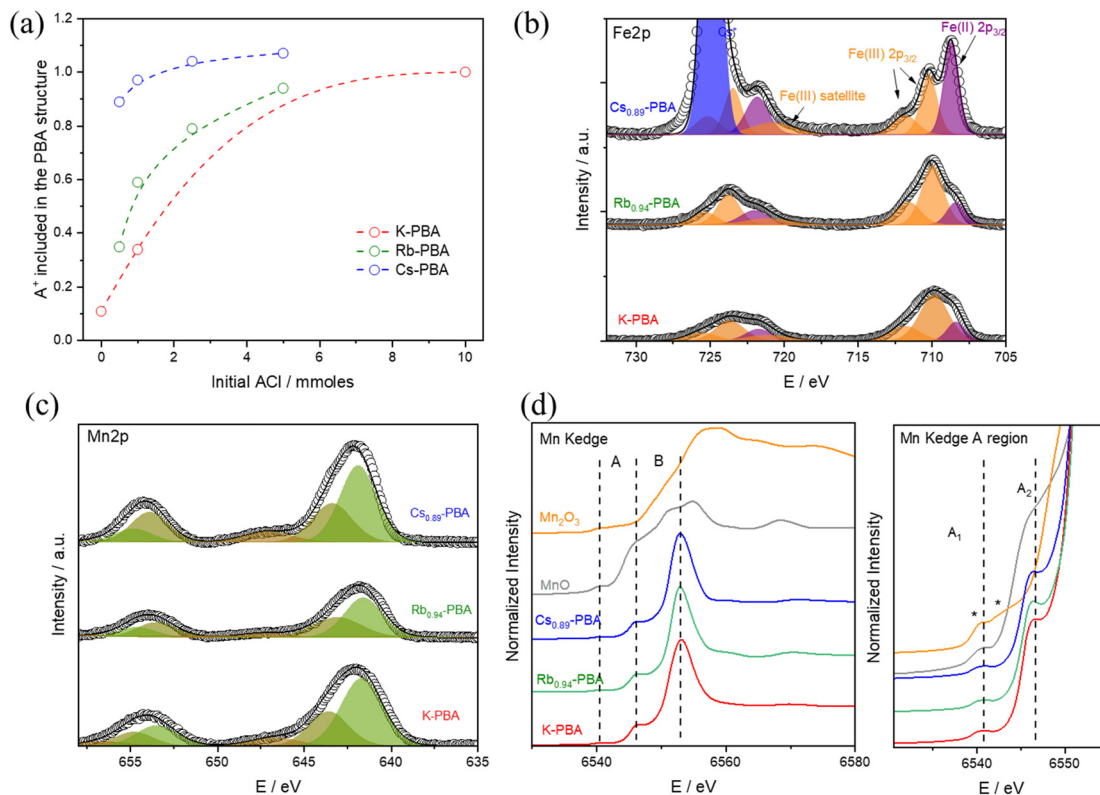 (a)
1.2
1.0
0.8
0.6
0.4
0.2
0.0
A⁺ included in the PBA structure
K-PBA
Rb-PBA
Cs-PBA
0 2 4 6 8 10
Initial ACl / mmoles
(b)
Fe2p
Cs⁺
Fe(III) 2p₃/₂
Fe(II) 2p₃/₂
Fe(III) satellite
Cs₀.₈₉-PBA
Rb₀.₉₄-PBA
K-PBA
Intensity / a.u.
730 725 720 715 710 705
E / eV
(c)
Mn2p
Cs₀.₈₉-PBA
Rb₀.₉₄-PBA
K-PBA
Intensity / a.u.
655 650 645 640 635
E / eV
(d)
Mn Kedge
A B
Mn₂O₃
MnO
Cs₀.₈₉-PBA
Rb₀.₉₄-PBA
K-PBA
Normalized Intensity
6540 6560 6580
E / eV
Mn Kedge A region
A₂
A₁
* *
Normalized Intensity
6540 6550
E / eV